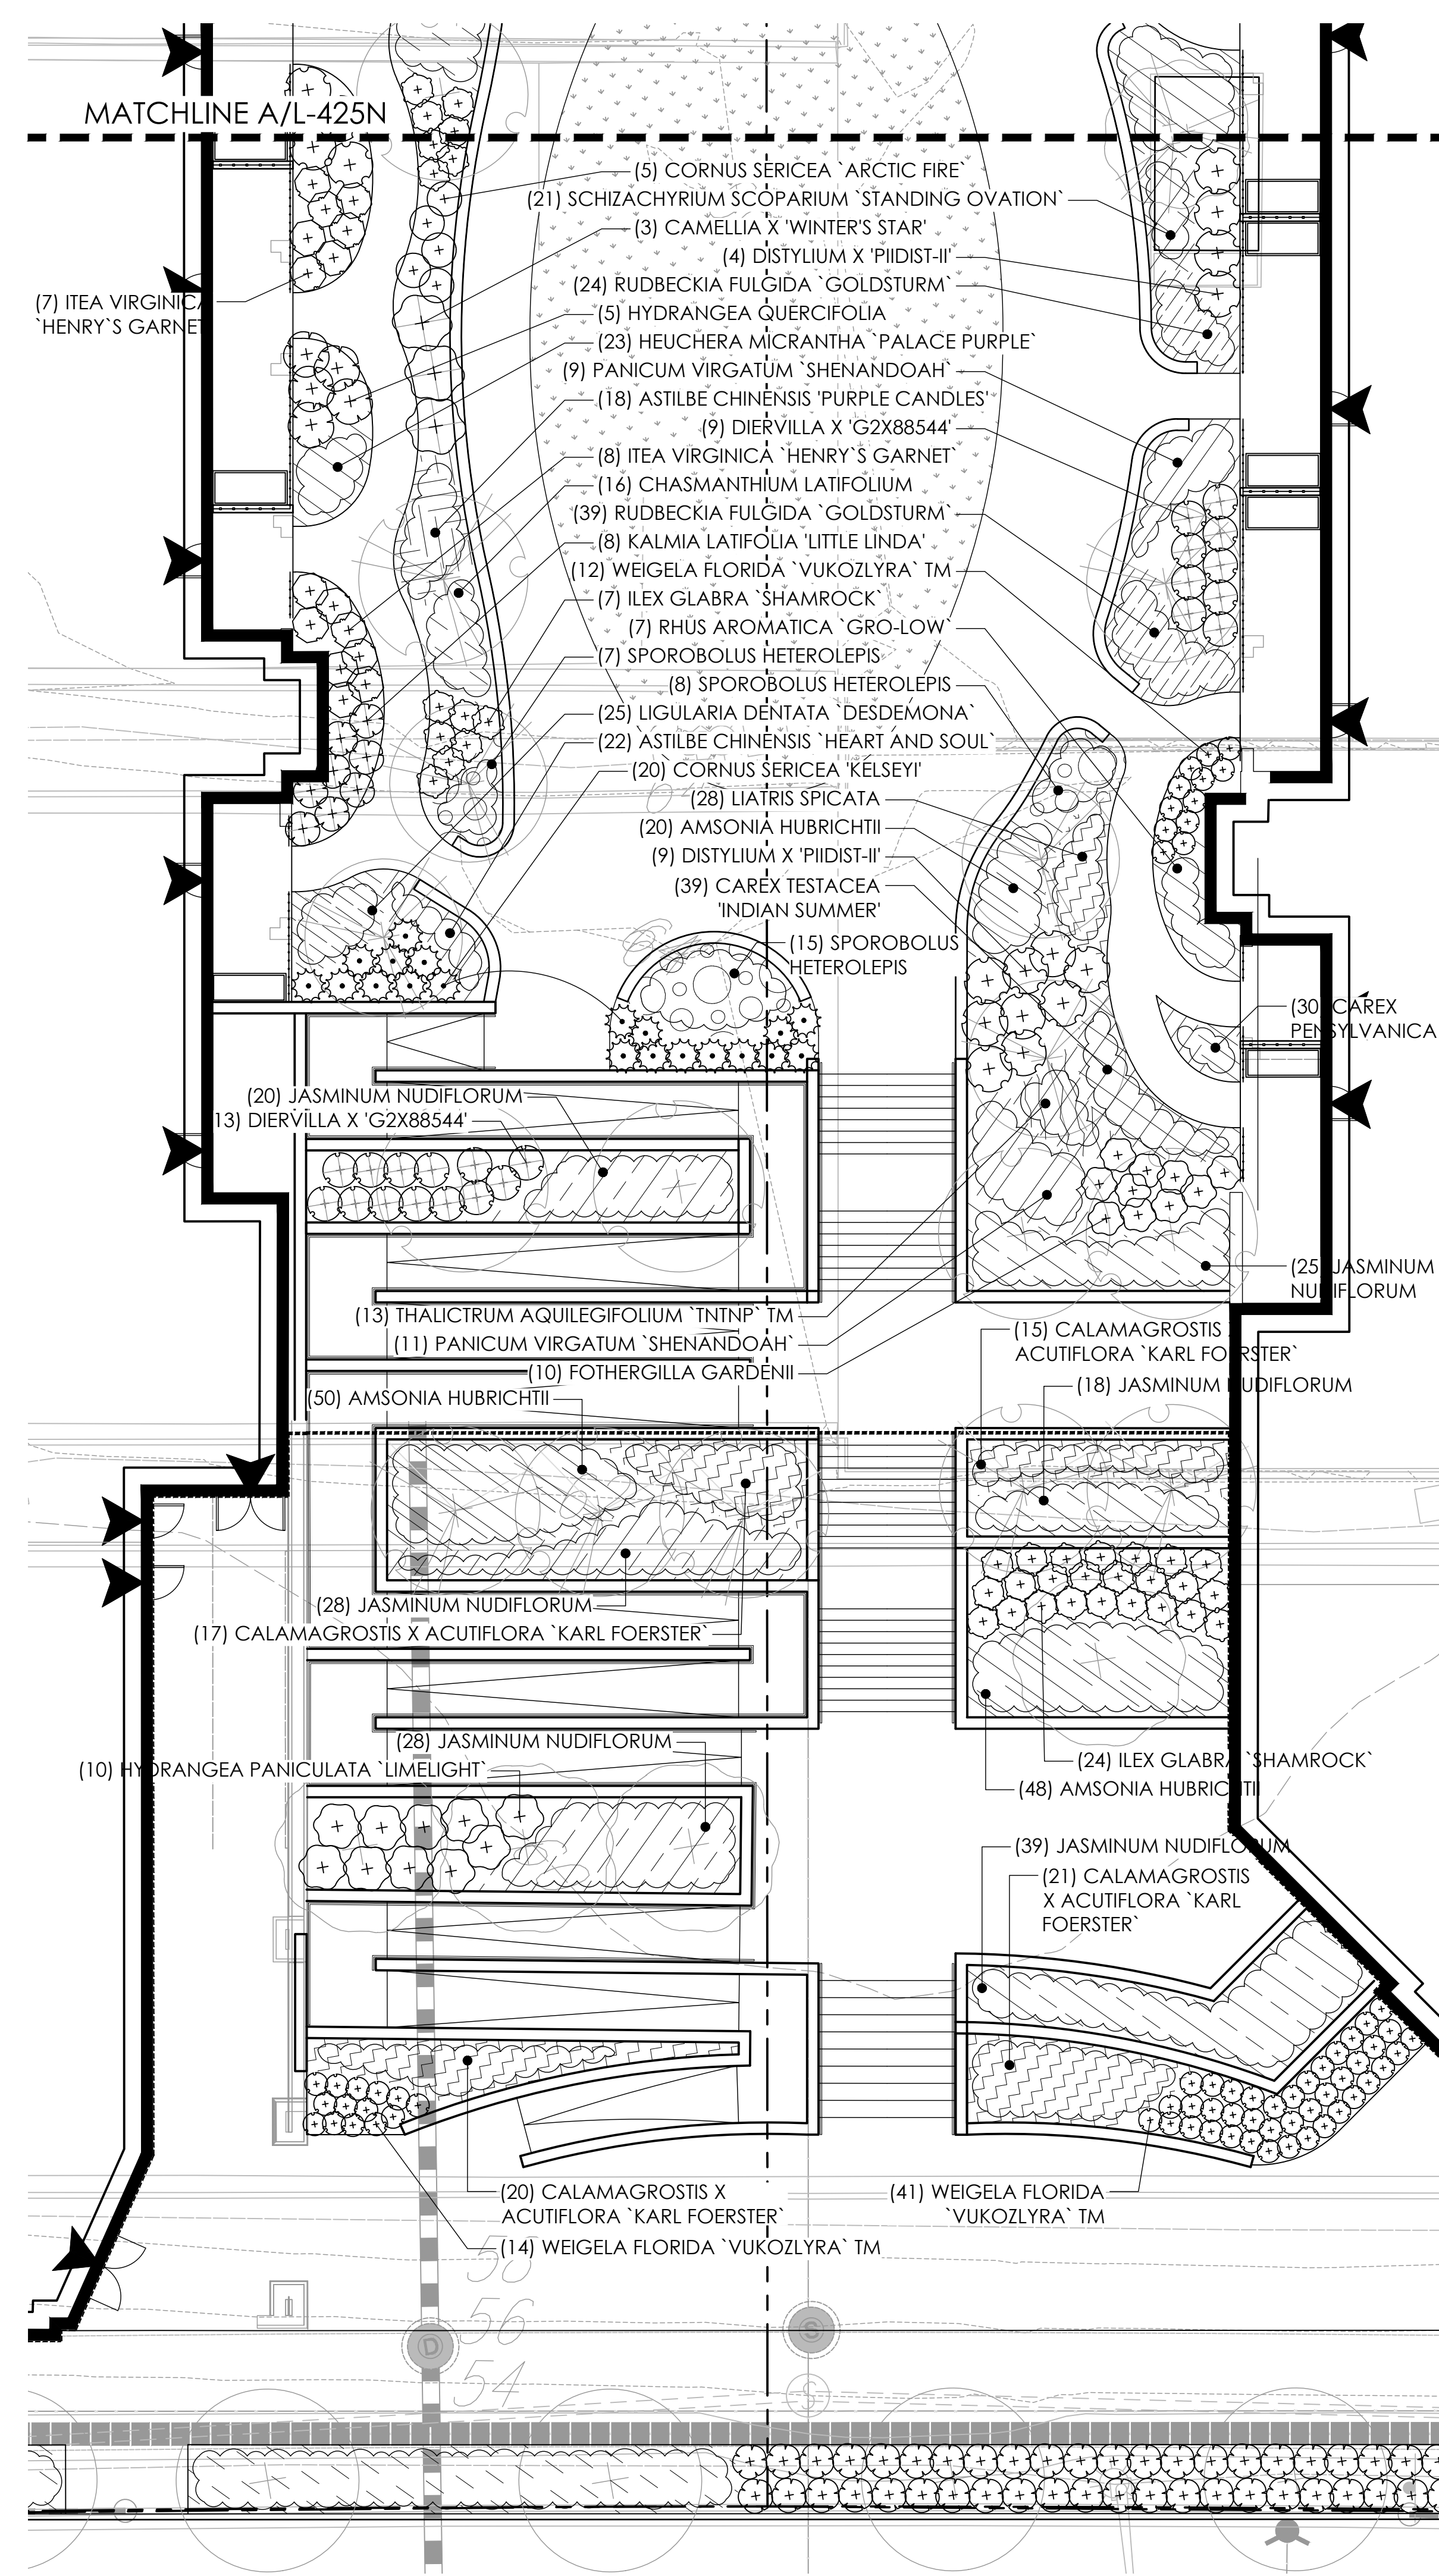 MATCHLINE A/L-425N
(5) CORNUS SERICEA `ARCTIC FIRE`
(21) SCHIZACHYRIUM SCOPARIUM `STANDING OVATION`
(3) CAMELLIA X 'WINTER'S STAR'
(4) DISTYLIUM X 'PIIDIST-II'
(24) RUDBECKIA FULGIDA `GOLDSTURM`
(7) ITEA VIRGINICA
`HENRY`S GARNET
(5) HYDRANGEA QUERCIFOLIA
(23) HEUCHERA MICRANTHA `PALACE PURPLE`
(9) PANICUM VIRGATUM `SHENANDOAH`
(18) ASTILBE CHINENSIS 'PURPLE CANDLES'
(9) DIERVILLA X 'G2X88544'
(8) ITEA VIRGINICA `HENRY`S GARNET`
(16) CHASMANTHIUM LATIFOLIUM
(39) RUDBECKIA FULGIDA `GOLDSTURM`
(8) KALMIA LATIFOLIA 'LITTLE LINDA'
(12) WEIGELA FLORIDA `VUKOZLYRA` TM
(7) ILEX GLABRA `SHAMROCK`
(7) RHUS AROMATICA `GRO-LOW`
(7) SPOROBOLUS HETEROLEPIS
(8) SPOROBOLUS HETEROLEPIS
(25) LIGULARIA DENTATA `DESDEMONA`
(22) ASTILBE CHINENSIS `HEART AND SOUL`
(20) CORNUS SERICEA 'KELSEYI'
(28) LIATRIS SPICATA
(20) AMSONIA HUBRICHTII
(9) DISTYLIUM X 'PIIDIST-II'
(39) CAREX TESTACEA
'INDIAN SUMMER'
(15) SPOROBOLUS
HETEROLEPIS
(30) CAREX
PENSYLVANICA
(20) JASMINUM NUDIFLORUM
13) DIERVILLA X 'G2X88544'
(25) JASMINUM
NUDIFLORUM
(13) THALICTRUM AQUILEGIFOLIUM `TNTNP` TM
(11) PANICUM VIRGATUM `SHENANDOAH`
(10) FOTHERGILLA GARDENII
(15) CALAMAGROSTIS
ACUTIFLORA `KARL FOERSTER`
(18) JASMINUM NUDIFLORUM
(50) AMSONIA HUBRICHTII
(28) JASMINUM NUDIFLORUM
(17) CALAMAGROSTIS X ACUTIFLORA `KARL FOERSTER`
(28) JASMINUM NUDIFLORUM
(10) HYDRANGEA PANICULATA `LIMELIGHT`
(24) ILEX GLABRA `SHAMROCK`
(48) AMSONIA HUBRICHTII
(39) JASMINUM NUDIFLORUM
(21) CALAMAGROSTIS
X ACUTIFLORA `KARL
FOERSTER`
(20) CALAMAGROSTIS X
ACUTIFLORA `KARL FOERSTER`
(41) WEIGELA FLORIDA
`VUKOZLYRA` TM
(14) WEIGELA FLORIDA `VUKOZLYRA` TM
56
D
S
54
S